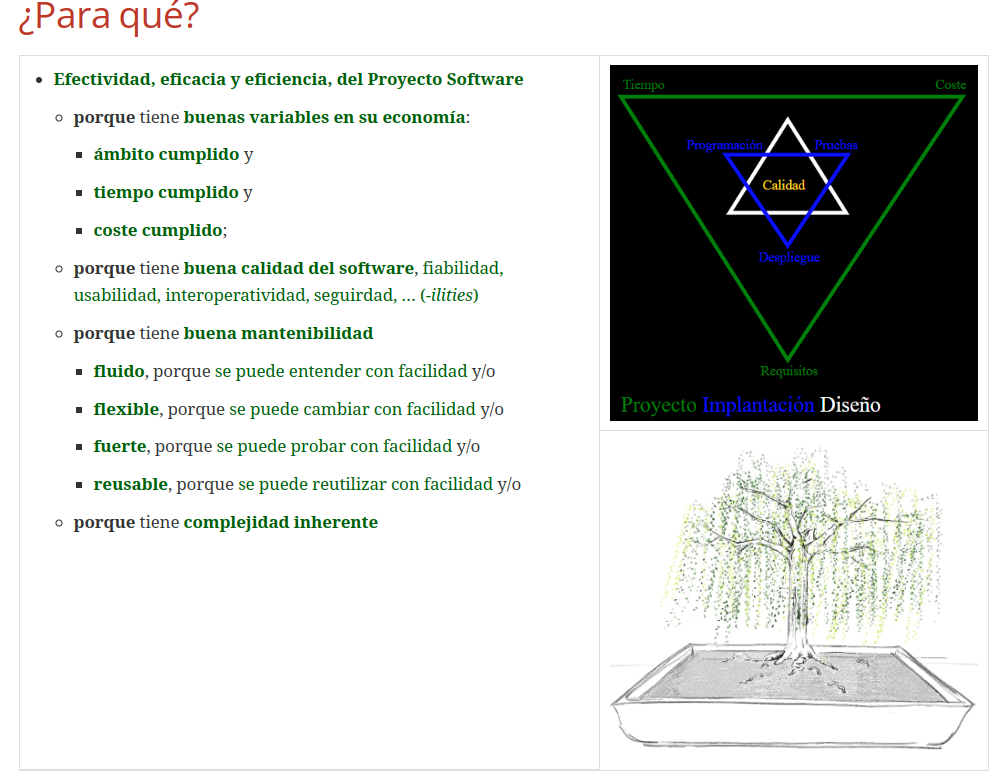 ¿Para qué?
Efectividad, eficacia y eficiencia, del Proyecto Software
porque tiene buenas variables en su economía:
ámbito cumplido y
tiempo cumplido y
coste cumplido;
porque tiene buena calidad del software, fiabilidad,
usabilidad, interoperatividad, seguirdad, … (-ilities)
porque tiene buena mantenibilidad
fluido, porque se puede entender con facilidad y/o
flexible, porque se puede cambiar con facilidad y/o
fuerte, porque se puede probar con facilidad y/o
reusable, porque se puede reutilizar con facilidad y/o
porque tiene complejidad inherente
Tiempo Coste
Programación Pruebas
Calidad
Despliegue
Requisitos
Proyecto Implantación Diseño